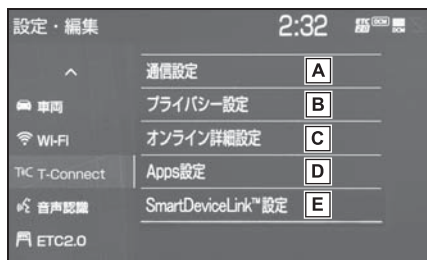 設定・編集
2:32
通信設定 A
車両
プライバシー設定 B
Wi-Fi
オンライン詳細設定 C
T-Connect
Apps設定 D
音声認識
SmartDeviceLink™設定 E
ETC2.0